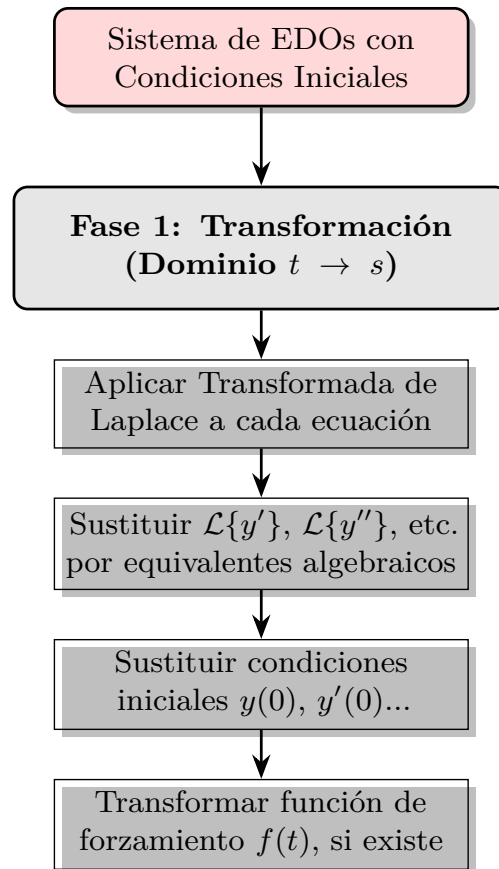 Sistema de EDOs con
Condiciones Iniciales
Fase 1: Transformación
(Dominio t → s)
Aplicar Transformada de
Laplace a cada ecuación
Sustituir ℒ{y′}, ℒ{y′′}, etc.
por equivalentes algebraicos
Sustituir condiciones
iniciales y(0), y′(0)...
Transformar función de
forzamiento f(t), si existe